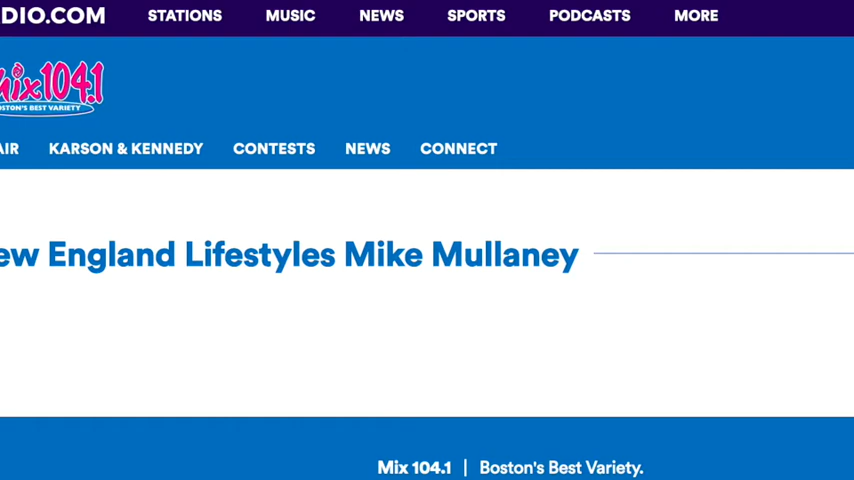 DIO.COM STATIONS MUSIC NEWS SPORTS PODCASTS MORE
Mix104.1
BOSTON'S BEST VARIETY
AIR KARSON & KENNEDY CONTESTS NEWS CONNECT
ew England Lifestyles Mike Mullaney
Mix 104.1 | Boston's Best Variety.